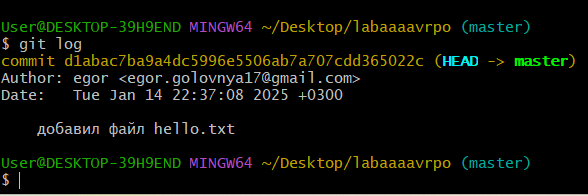 User@DESKTOP-39H9END MINGW64 ~/Desktop/labaaaavrpo (master)
$ git log
commit d1abac7ba9a4dc5996e5506ab7a707cdd365022c (HEAD -> master)
Author: egor <egor.golovnya17@gmail.com>
Date:   Tue Jan 14 22:37:08 2025 +0300
добавил файл hello.txt
User@DESKTOP-39H9END MINGW64 ~/Desktop/labaaaavrpo (master)
$